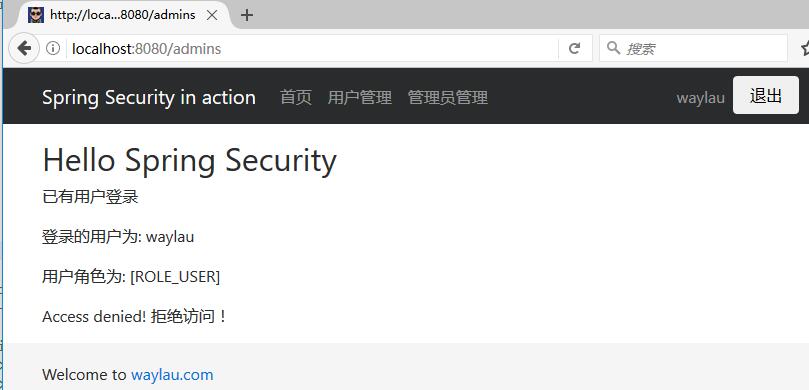 http://loca...8080/admins
localhost:8080/admins
搜索
Spring Security in action 首页 用户管理 管理员管理 waylau 退出
Hello Spring Security
已有用户登录
登录的用户为: waylau
用户角色为: [ROLE_USER]
Access denied! 拒绝访问！
Welcome to waylau.com